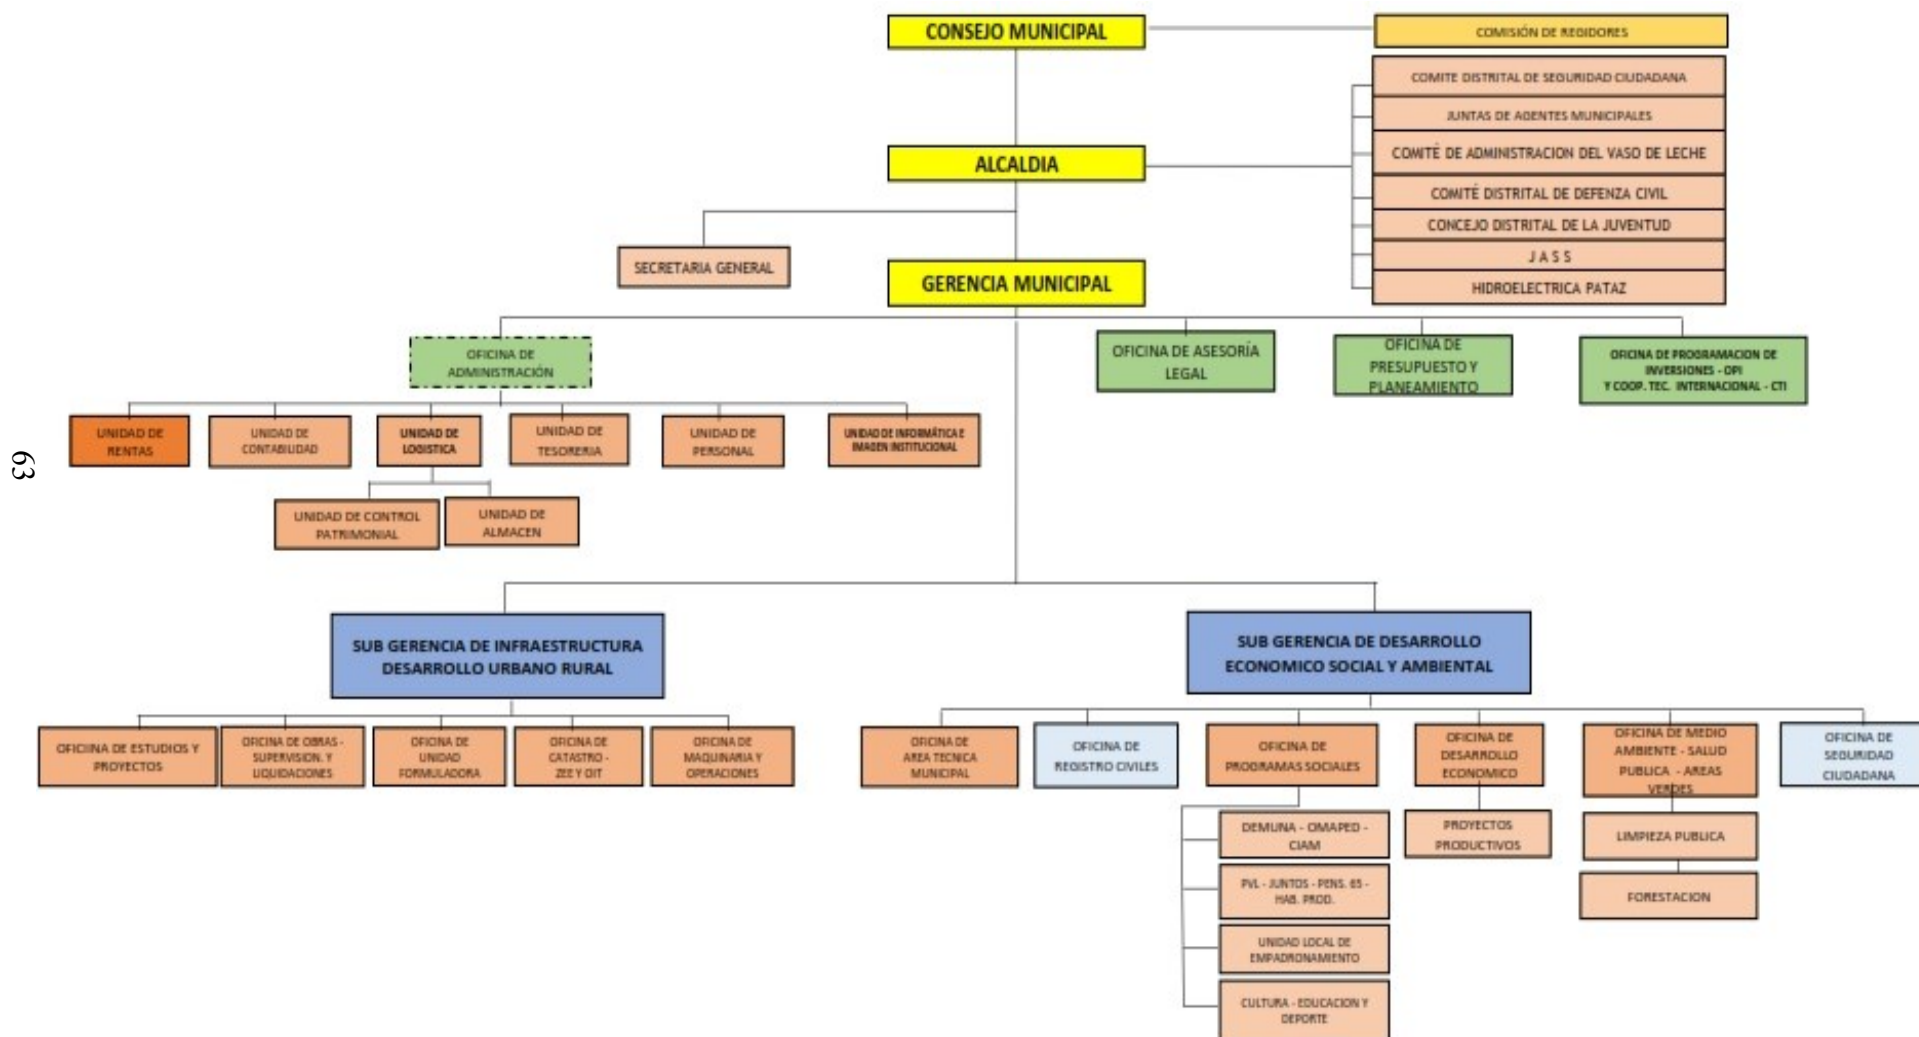 CONSEJO MUNICIPAL
COMISIÓN DE REGIDORES
COMITE DISTRITAL DE SEGURIDAD CIUDADANA
JUNTAS DE AGENTES MUNICIPALES
COMITÉ DE ADMINISTRACION DEL VASO DE LECHE
COMITÉ DISTRITAL DE DEFENZA CIVIL
CONCEJO DISTRITAL DE LA JUVENTUD
J A S S
HIDROELECTRICA PATAZ
ALCALDIA
SECRETARIA GENERAL
GERENCIA MUNICIPAL
OFICINA DE
ADMINISTRACIÓN
OFICINA DE ASESORÍA
LEGAL
OFICINA DE
PRESUPUESTO Y
PLANEAMIENTO
OFICINA DE PROGRAMACION DE
INVERSIONES - OPI
Y COOP. TEC. INTERNACIONAL - CTI
UNIDAD DE
RENTAS
UNIDAD DE
CONTABILIDAD
UNIDAD DE
LOGISTICA
UNIDAD DE
TESORERIA
UNIDAD DE
PERSONAL
UNIDAD DE INFORMÁTICA E
IMAGEN INSTITUCIONAL
UNIDAD DE CONTROL
PATRIMONIAL
UNIDAD DE
ALMACEN
63
SUB GERENCIA DE INFRAESTRUCTURA
DESARROLLO URBANO RURAL
SUB GERENCIA DE DESARROLLO
ECONOMICO SOCIAL Y AMBIENTAL
OFICIINA DE ESTUDIOS Y
PROYECTOS
OFICINA DE OBRAS -
SUPERVISION. Y
LIQUIDACIONES
OFICINA DE
UNIDAD
FORMULADORA
OFICINA DE
CATASTRO -
ZEE Y OIT
OFICINA DE
MAQUINARIA Y
OPERACIONES
OFICINA DE
AREA TECNICA
MUNICIPAL
OFICINA DE
REGISTRO CIVILES
OFICINA DE
PROGRAMAS SOCIALES
OFICINA DE
DESARROLLO
ECONOMICO
OFICINA DE MEDIO
AMBIENTE - SALUD
PUBLICA - AREAS
VERDES
OFICINA DE
SEGURIDAD
CIUDADANA
DEMUNA - OMAPED -
CIAM
PVL - JUNTOS - PENS. 65 -
HAB. PROD.
UNIDAD LOCAL DE
EMPADRONAMIENTO
CULTURA - EDUCACION Y
DEPORTE
PROYECTOS
PRODUCTIVOS
LIMPIEZA PUBLICA
FORESTACION